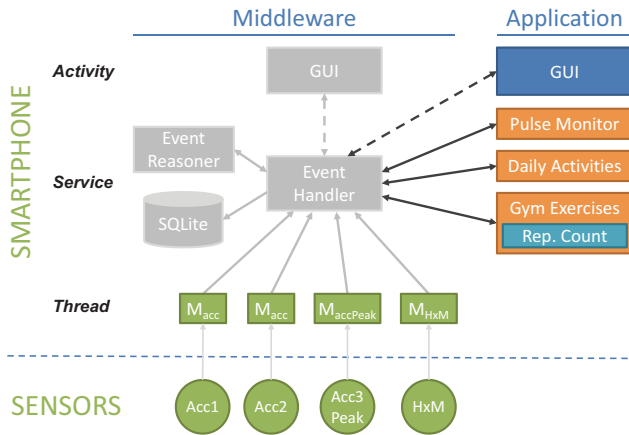 Middleware
Application
SMARTPHONE
Activity
GUI
GUI
Event
Reasoner
Pulse Monitor
Service
Event
Handler
Daily Activities
SQLite
Gym Exercises
Rep. Count
Thread
Macc
Macc
MaccPeak
MHxM
SENSORS
Acc1
Acc2
Acc3
Peak
HxM